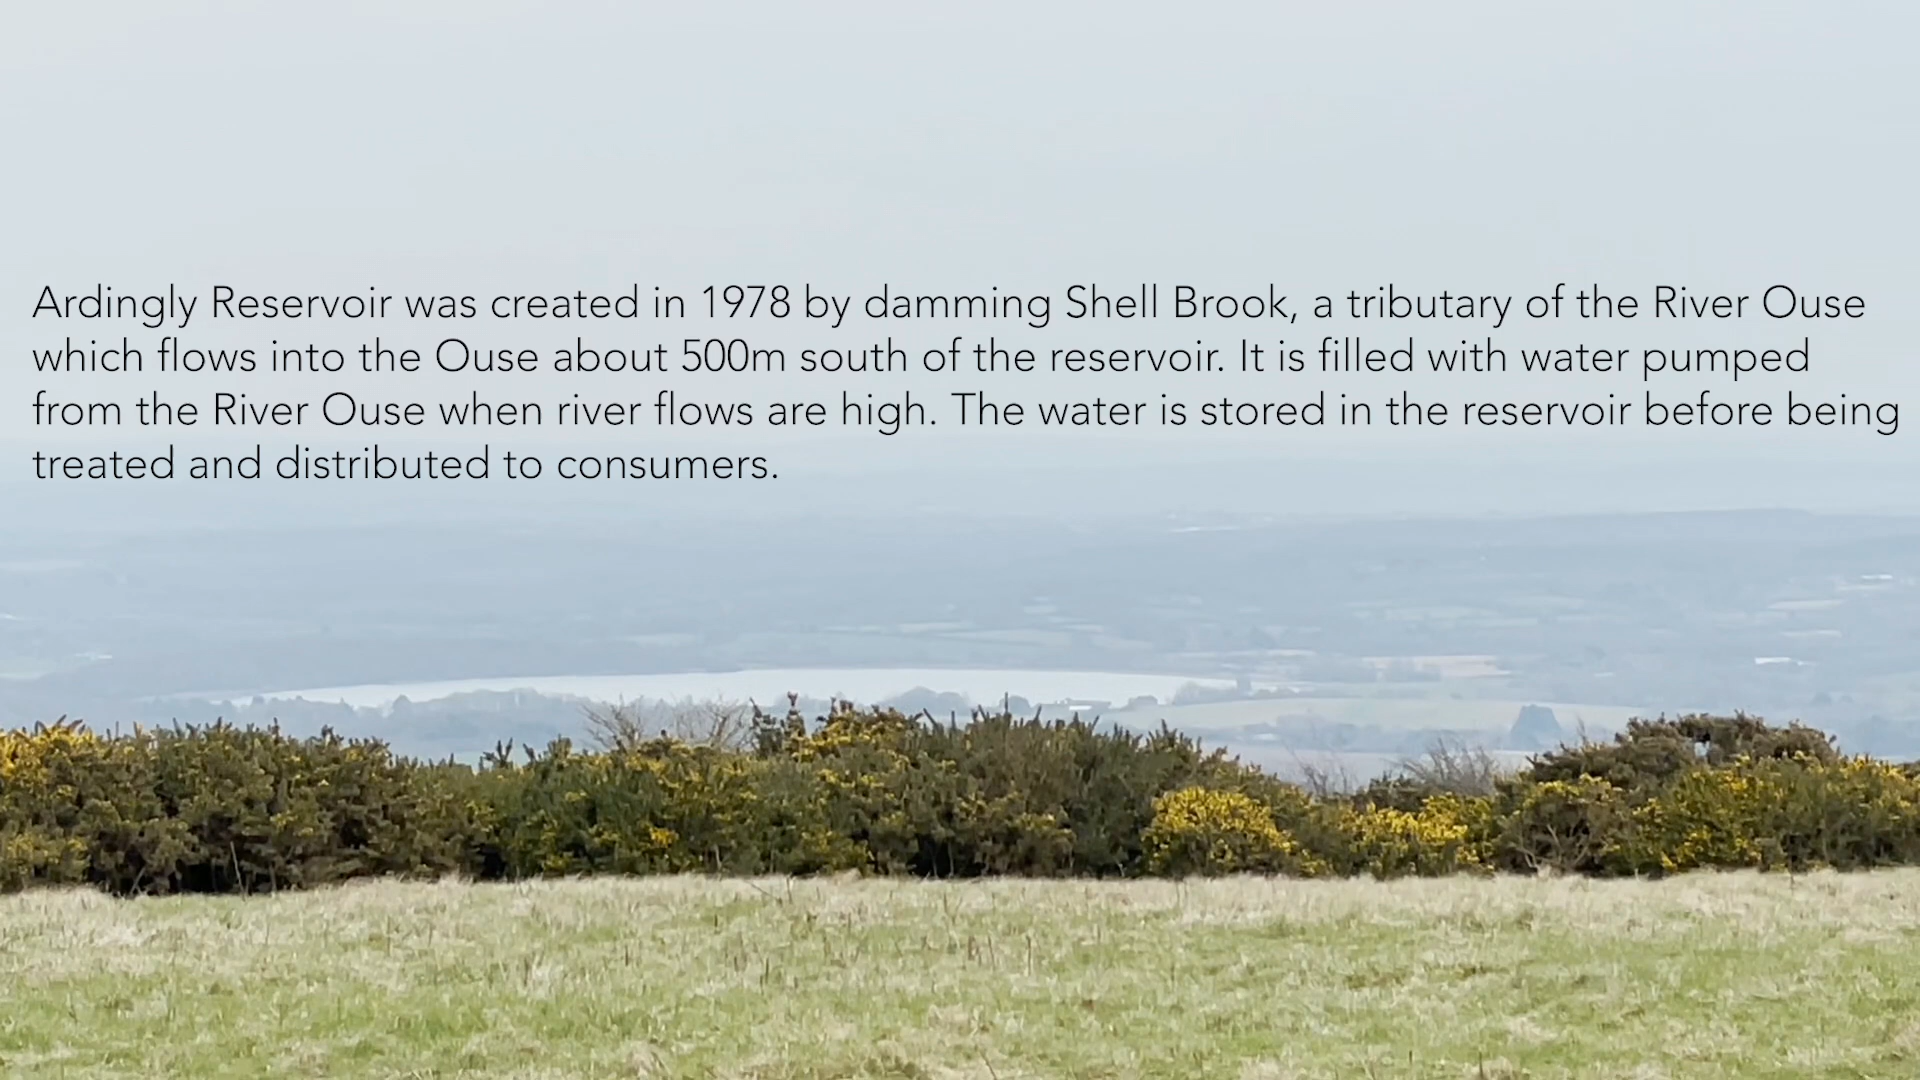 Ardingly Reservoir was created in 1978 by damming Shell Brook, a tributary of the River Ouse
which flows into the Ouse about 500m south of the reservoir. It is filled with water pumped
from the River Ouse when river flows are high. The water is stored in the reservoir before being
treated and distributed to consumers.